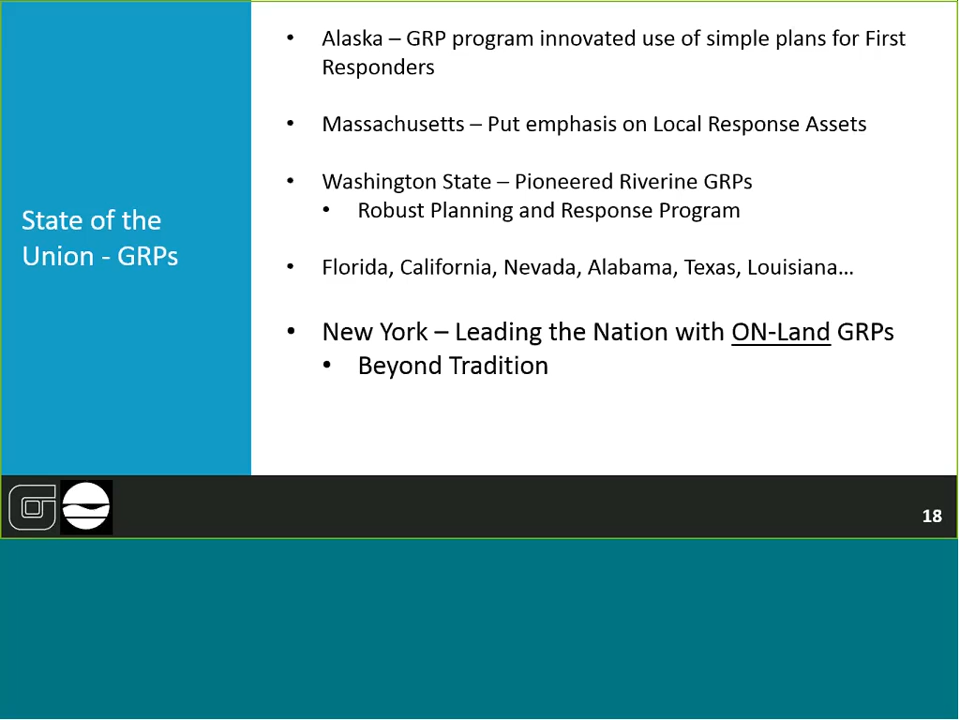 State of the
Union - GRPs
• Alaska – GRP program innovated use of simple plans for First
Responders
• Massachusetts – Put emphasis on Local Response Assets
• Washington State – Pioneered Riverine GRPs
• Robust Planning and Response Program
• Florida, California, Nevada, Alabama, Texas, Louisiana…
• New York – Leading the Nation with ON-Land GRPs
• Beyond Tradition
18